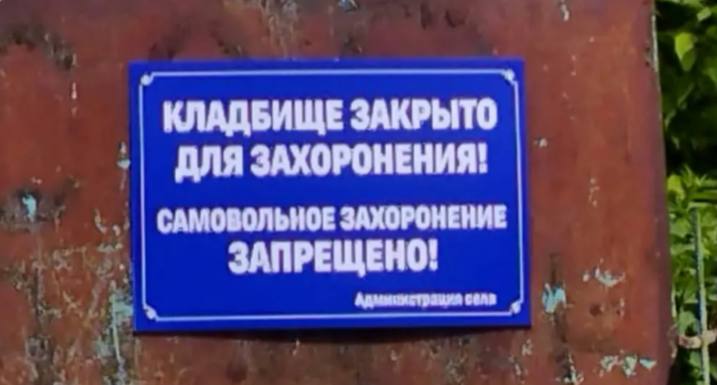 КЛАДБИЩЕ ЗАКРЫТО
ДЛЯ ЗАХОРОНЕНИЯ!
САМОВОЛЬНОЕ ЗАХОРОНЕНИЕ
ЗАПРЕЩЕНО!
Администрация села